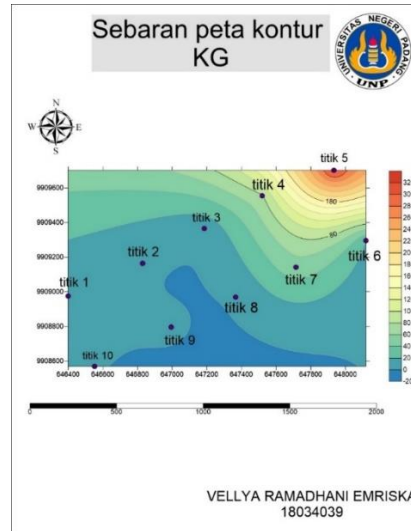 Sebaran peta kontur
KG
UNIVERSITAS NEGERI PADANG
UNP
N
W E
S
titik 5
titik 4
titik 3
titik 6
titik 2
titik 7
titik 1
titik 8
titik 9
titik 10
9909600
9909400
9909200
9909000
9908800
9908600
646400 646600 646800 647000 647200 647400 647600 647800 648000
180
0 500 1000 1500 2000
VELLYA RAMADHANI EMRISKA
18034039